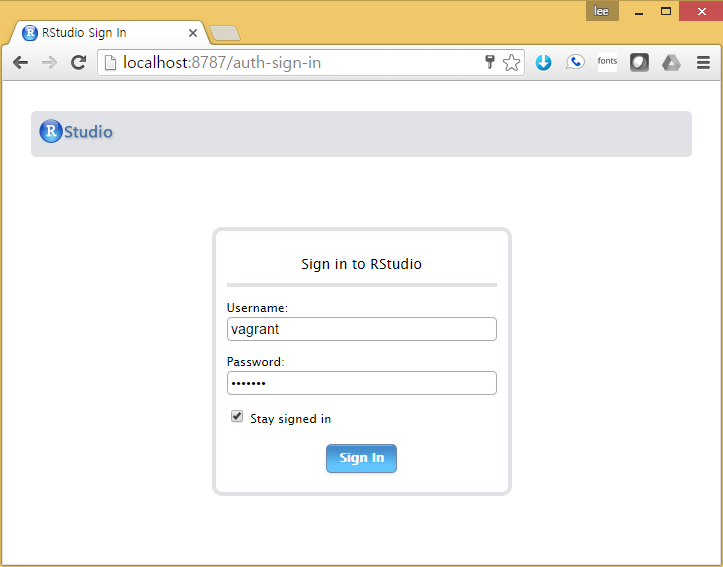 lee
RStudio Sign In
localhost:8787/auth-sign-in
fonts
R Studio
Sign in to RStudio
Username:
vagrant
Password:
•••••••
Stay signed in
Sign In